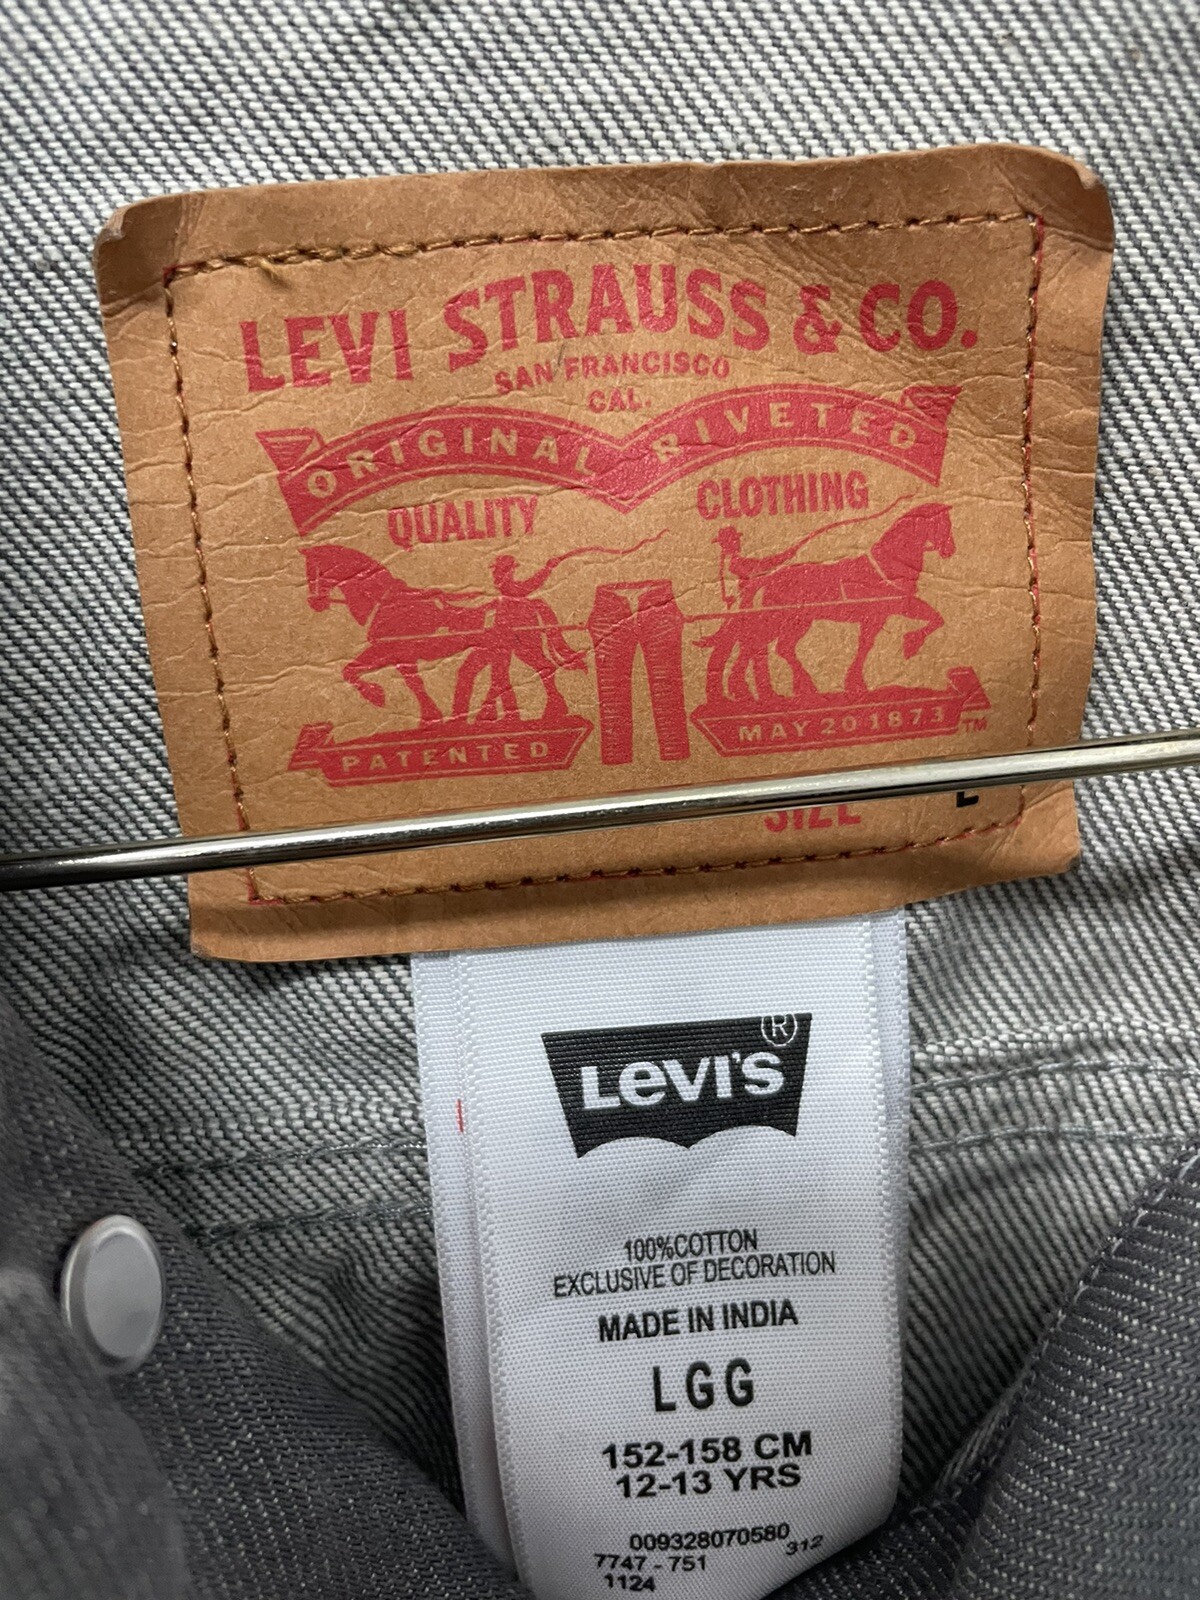 LEVI STRAUSS & CO.
SAN FRANCISCO
CAL.
ORIGINAL RIVETED
QUALITY CLOTHING
PATENTED MAY 20 1873 ™
SIZE L
LEVI'S ®
100%COTTON
EXCLUSIVE OF DECORATION
MADE IN INDIA
LGG
152-158 CM
12-13 YRS
009328070580
7747 - 751 312
1124